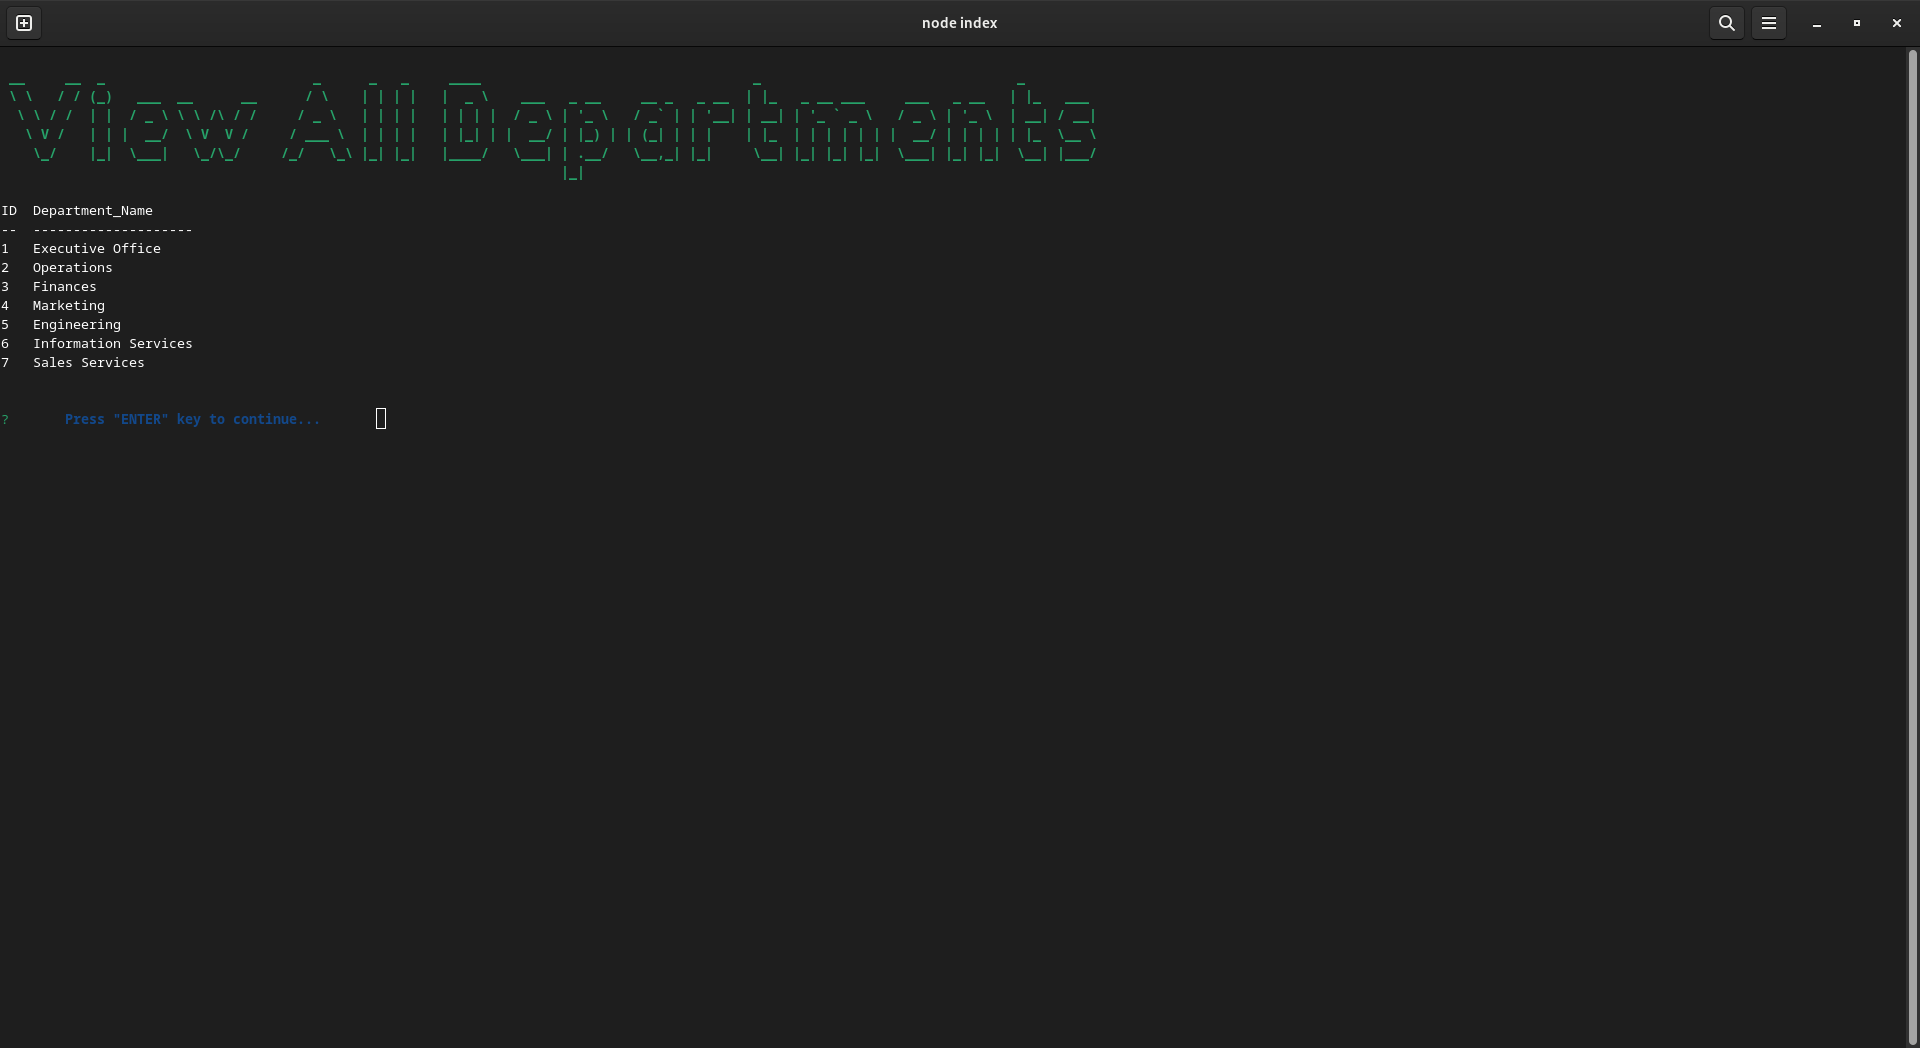 node index
View All Departments
ID  Department_Name
--  --------------------
1   Executive Office
2   Operations
3   Finances
4   Marketing
5   Engineering
6   Information Services
7   Sales Services
?       Press "ENTER" key to continue...